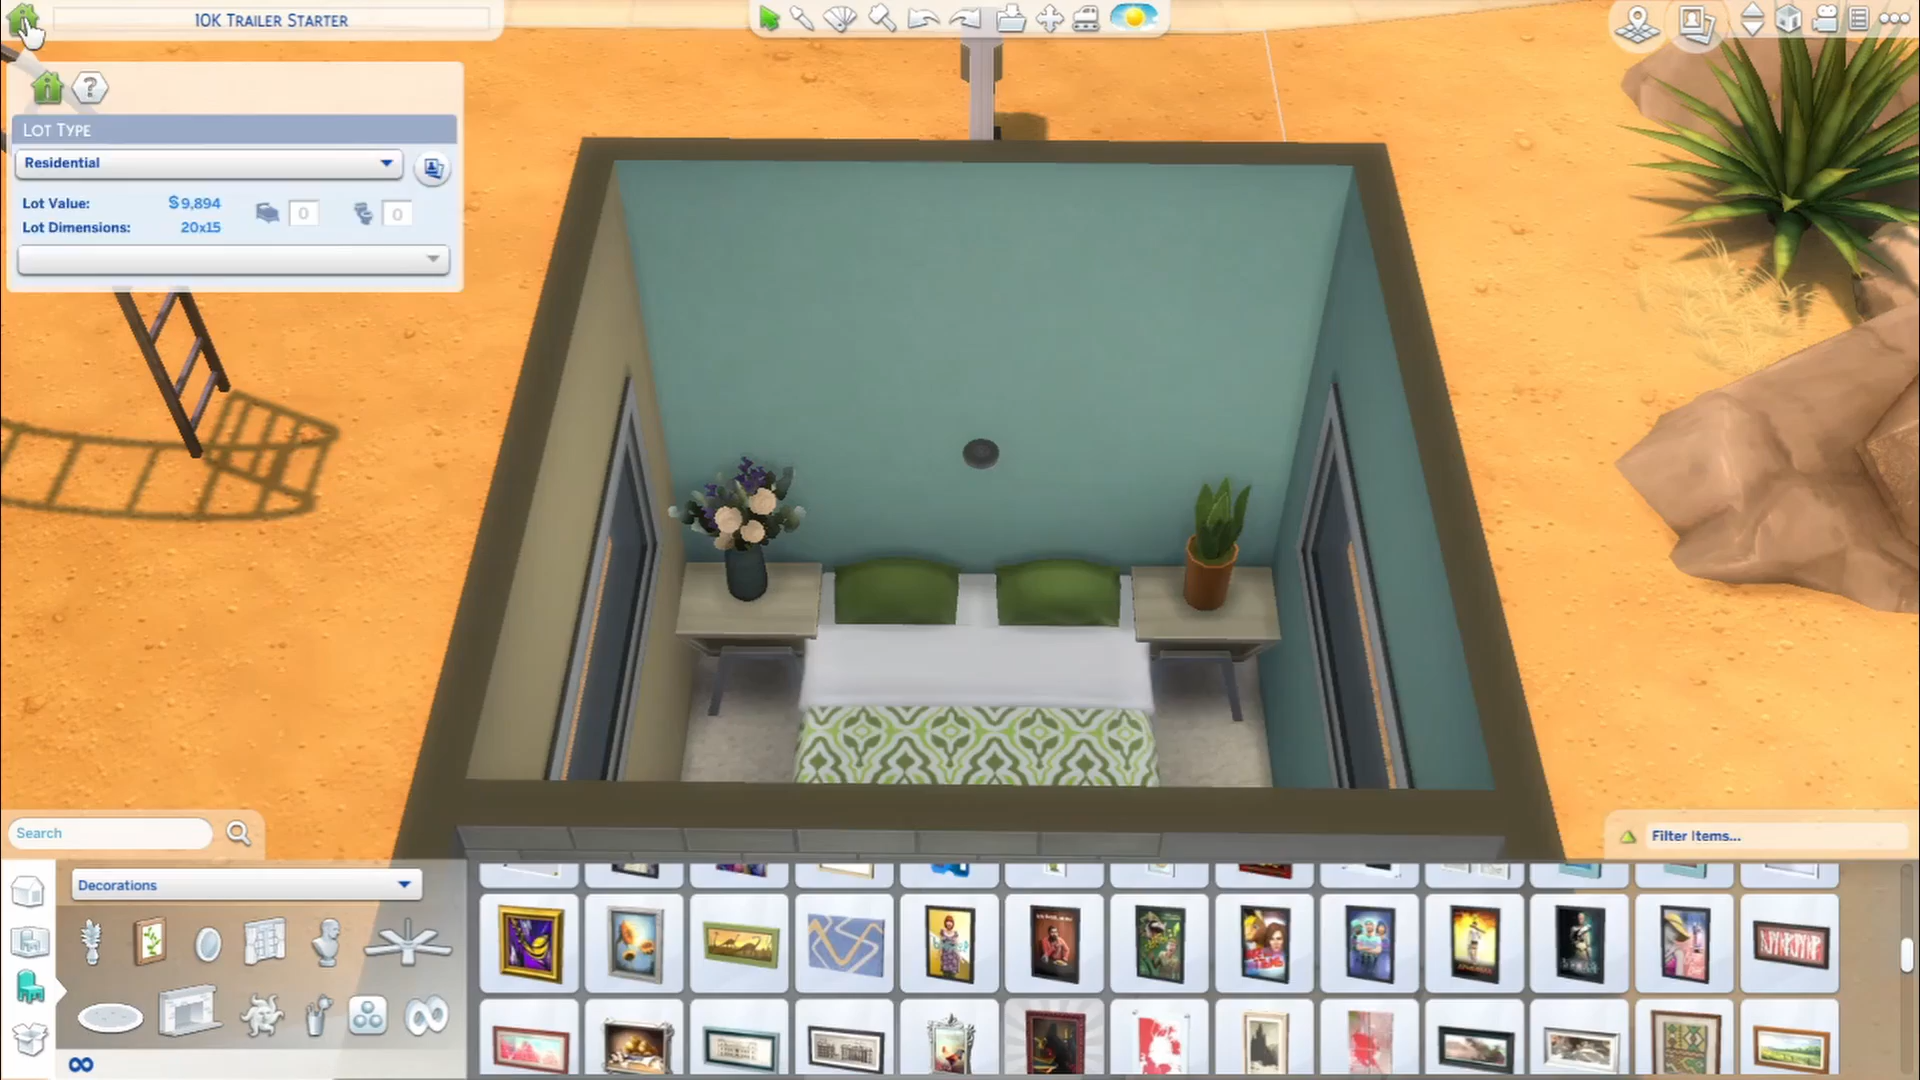 10K TRAILER STARTER
LOT TYPE
Residential
Lot Value: $9,894
0
0
Lot Dimensions: 20x15
Search
Filter Items...
Decorations